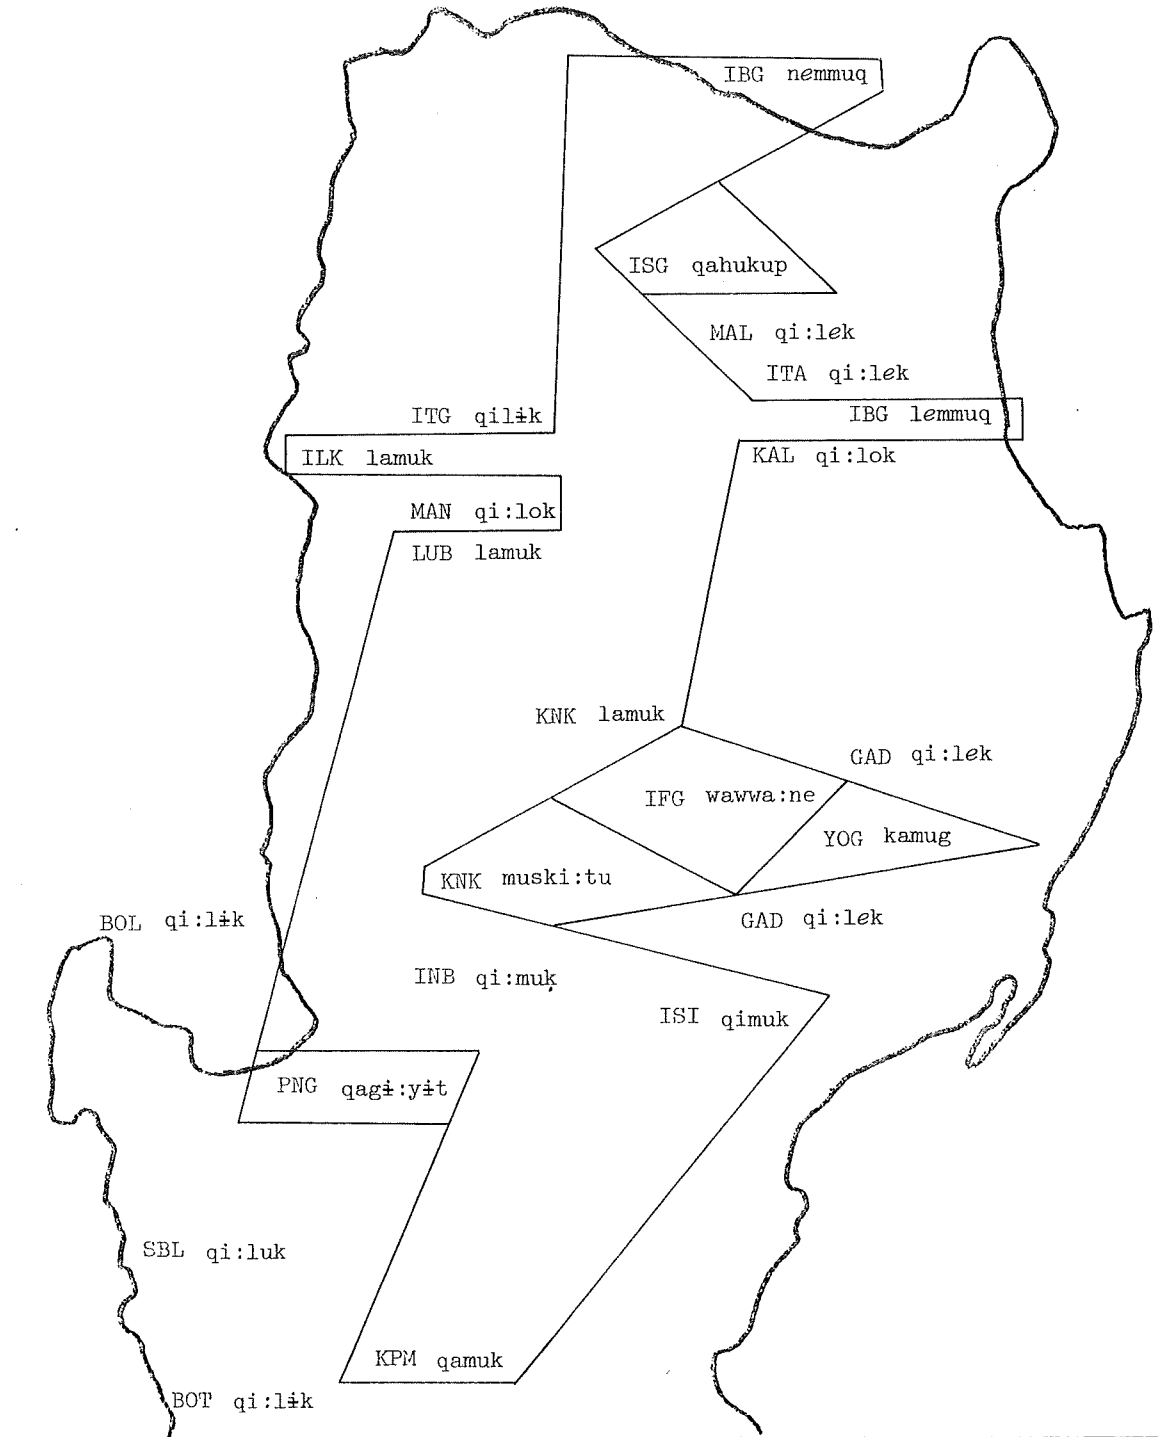 IBG nemmuq
ISG qahukup
MAL qi:lek
ITA qi:lek
ITG qilɨk
IBG lemmuq
ILK lamuk
KAL qi:lok
MAN qi:lok
LUB lamuk
KNK lamuk
GAD qi:lek
IFG wawwa:ne
YOG kamug
KNK muski:tu
BOL qi:lɨk
GAD qi:lek
INB qi:muk
ISI qimuk
PNG qagɨ:yɨt
SBL qi:luk
KPM qamuk
BOT qi:lɨk